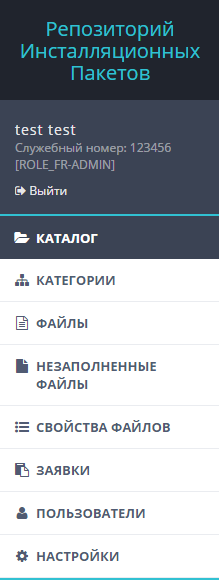 Репозиторий
Инсталляционных
Пакетов
test test
Служебный номер: 123456
[ROLE_FR-ADMIN]
Выйти
КАТАЛОГ
КАТЕГОРИИ
ФАЙЛЫ
НЕЗАПОЛНЕННЫЕ
ФАЙЛЫ
СВОЙСТВА ФАЙЛОВ
ЗАЯВКИ
ПОЛЬЗОВАТЕЛИ
НАСТРОЙКИ